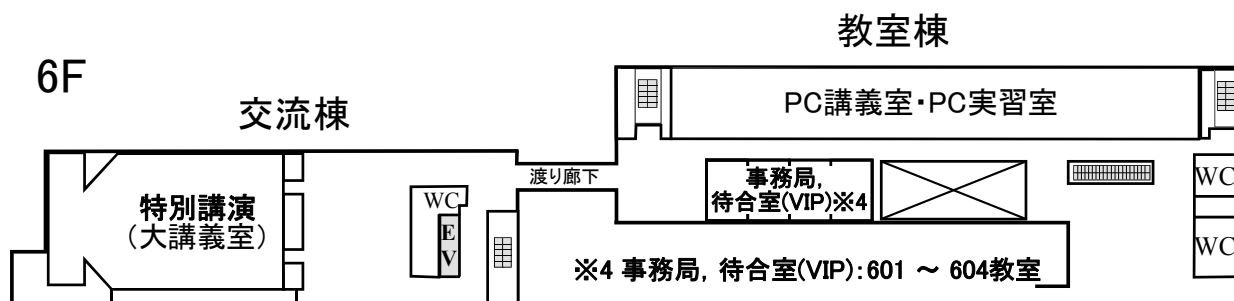 教室棟
6F
交流棟
PC講義室・PC実習室
渡り廊下
事務局,
待合室(VIP)※4
特別講演
(大講義室)
WC
EV
WC
WC
※4 事務局, 待合室(VIP):601 ～ 604教室